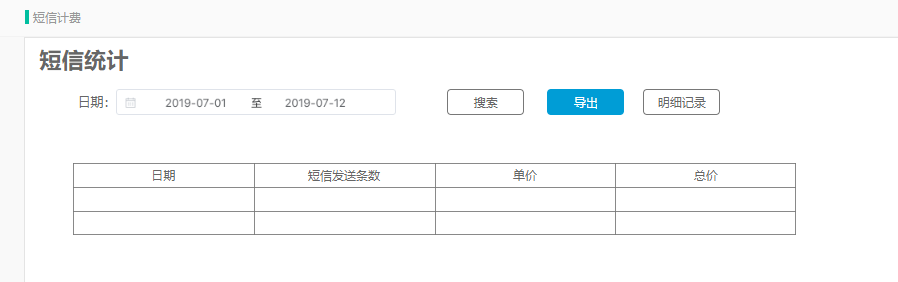 短信计费
短信统计
日期： 2019-07-01 至 2019-07-12 搜索 导出 明细记录
日期 短信发送条数 单价 总价